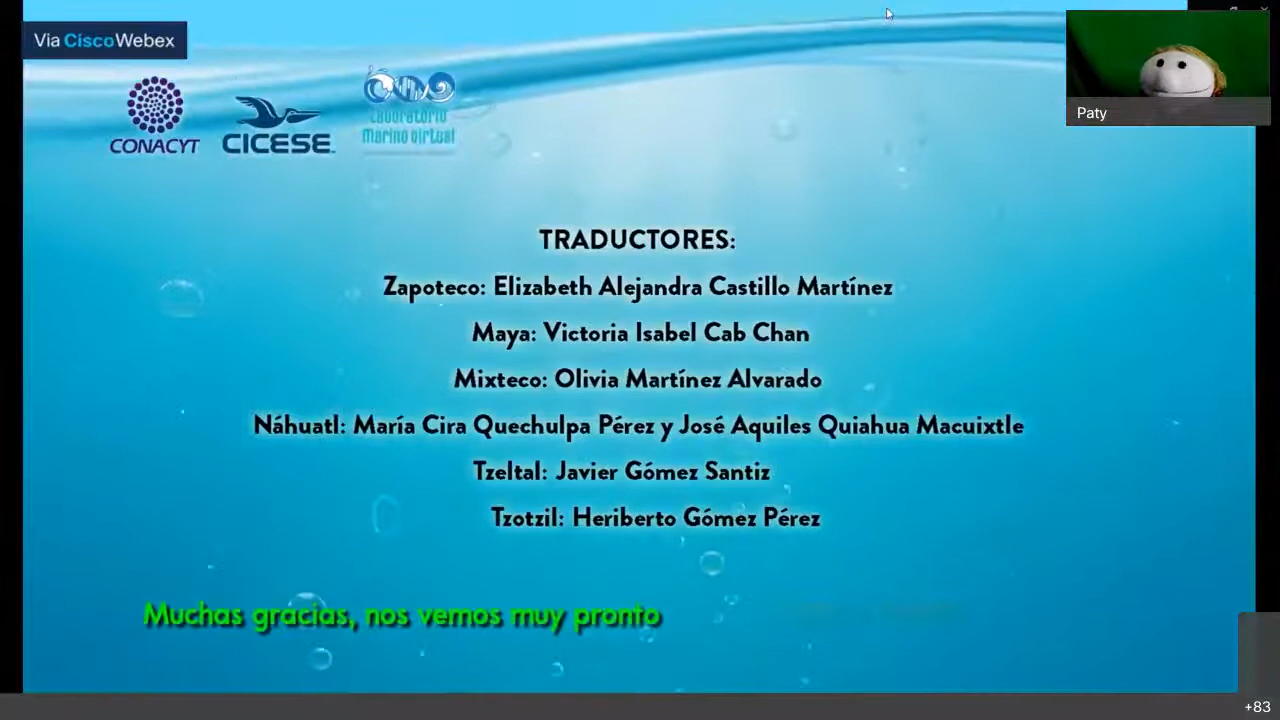 Via CiscoWebex
Paty
CONACYT
CICESE
Laboratorio
Marino Virtual
TRADUCTORES:
Zapoteco: Elizabeth Alejandra Castillo Martínez
Maya: Victoria Isabel Cab Chan
Mixteco: Olivia Martínez Alvarado
Náhuatl: María Cira Quechulpa Pérez y José Aquiles Quiahua Macuixtle
Tzeltal: Javier Gómez Santiz
Tzotzil: Heriberto Gómez Pérez
Muchas gracias, nos vemos muy pronto
+83